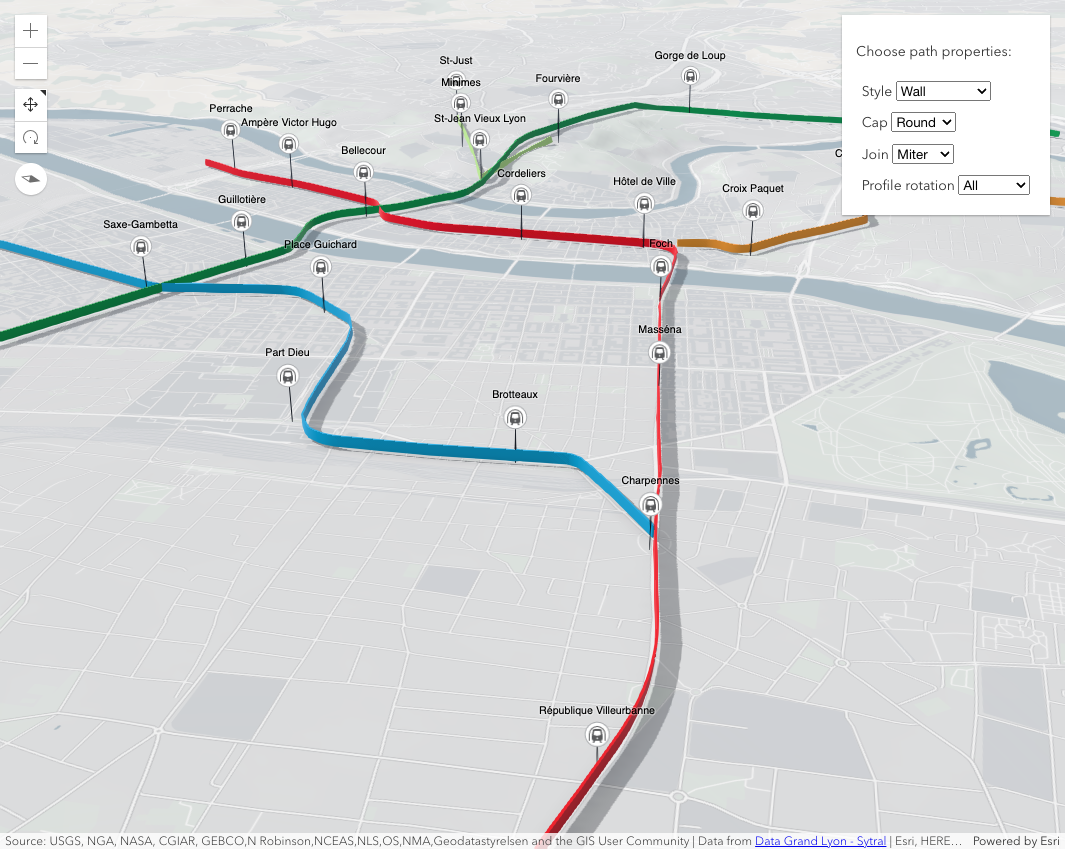 St-Just
Gorge de Loup
Choose path properties:
Minimes
Fourvière
Style Wall
Perrache
Ampère Victor Hugo
St-Jean Vieux Lyon
Cap Round
Bellecour
Join Miter
C
Cordeliers
Hôtel de Ville
Croix Paquet
Profile rotation All
Guillotière
Saxe-Gambetta
Place Guichard
Foch
Masséna
Part Dieu
Brotteaux
Charpennes
République Villeurbanne
Source: USGS, NGA, NASA, CGIAR, GEBCO,N Robinson,NCEAS,NLS,OS,NMA,Geodatastyrelsen and the GIS User Community | Data from Data Grand Lyon - Sytral | Esri, HERE… Powered by Esri